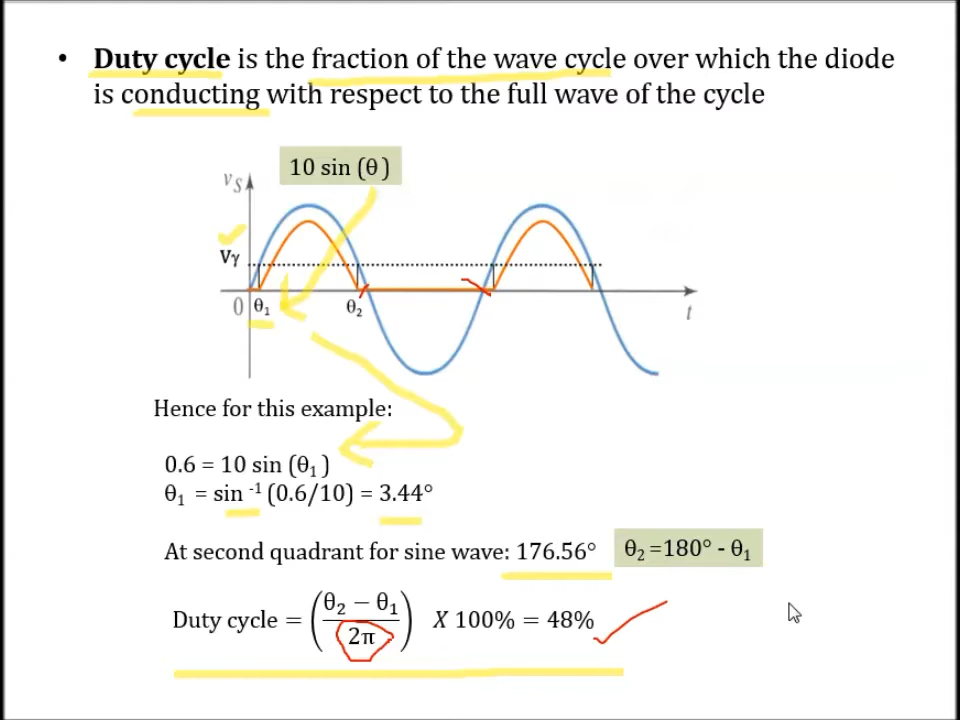 • Duty cycle is the fraction of the wave cycle over which the diode
is conducting with respect to the full wave of the cycle
10 sin (θ)
vS
Vγ
0 θ1 θ2 t
Hence for this example:
0.6 = 10 sin (θ1)
θ1 = sin -1 (0.6/10) = 3.44°
At second quadrant for sine wave: 176.56° θ2 =180° - θ1
Duty cycle = (θ2 − θ1 / 2π) X 100% = 48%